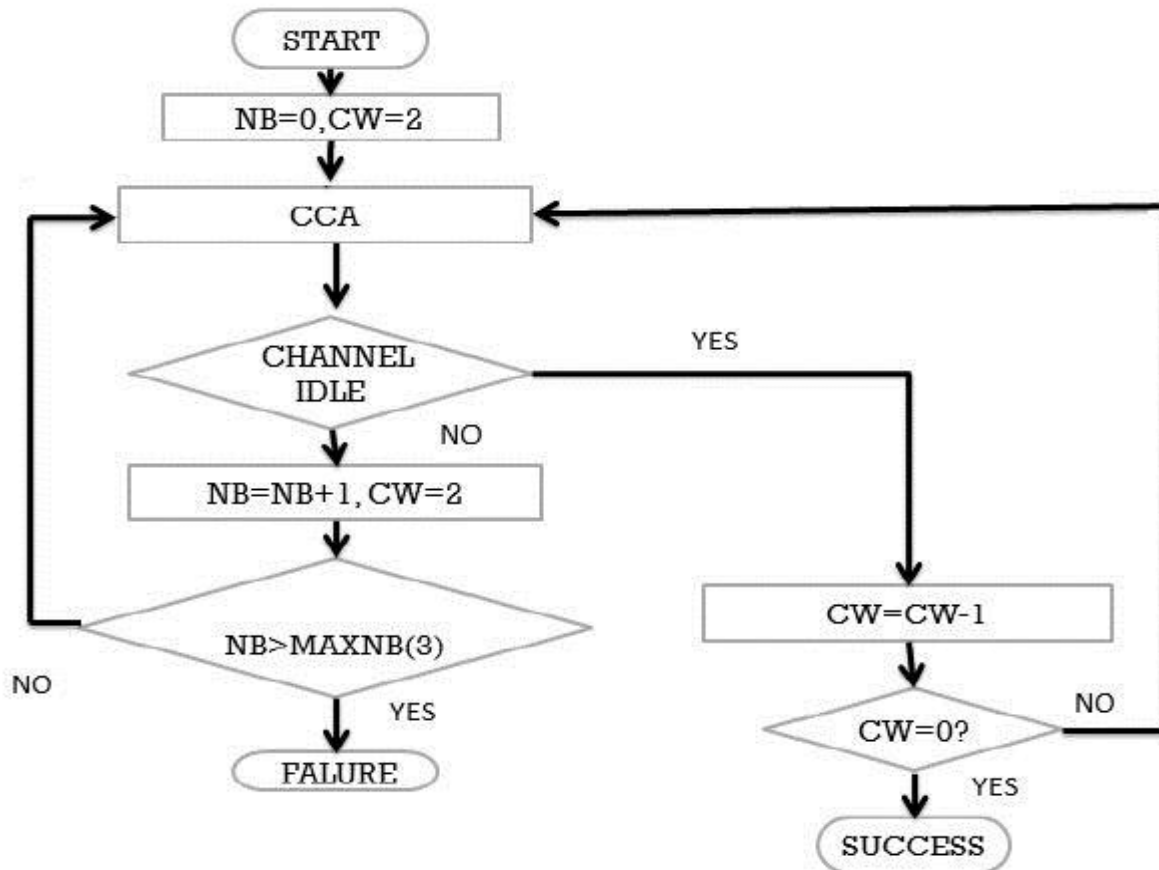 START
NB=0,CW=2
CCA
CHANNEL
IDLE
YES
NO
NB=NB+1, CW=2
NB>MAXNB(3)
NO
YES
FALURE
CW=CW-1
CW=0?
NO
YES
SUCCESS